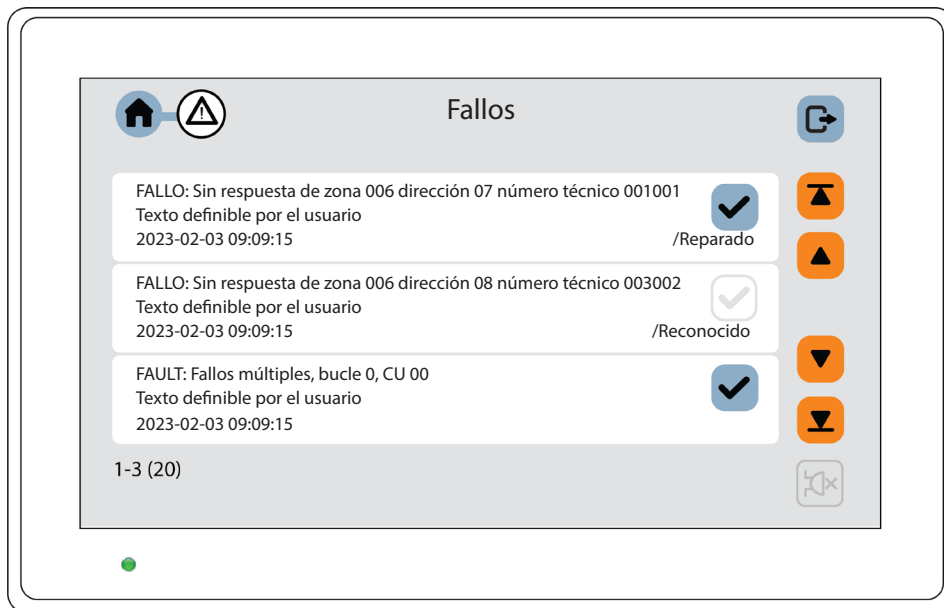 Fallos
FALLO: Sin respuesta de zona 006 dirección 07 número técnico 001001
Texto definible por el usuario
2023-02-03 09:09:15 /Reparado
FALLO: Sin respuesta de zona 006 dirección 08 número técnico 003002
Texto definible por el usuario
2023-02-03 09:09:15 /Reconocido
FAULT: Fallos múltiples, bucle 0, CU 00
Texto definible por el usuario
2023-02-03 09:09:15
1-3 (20)